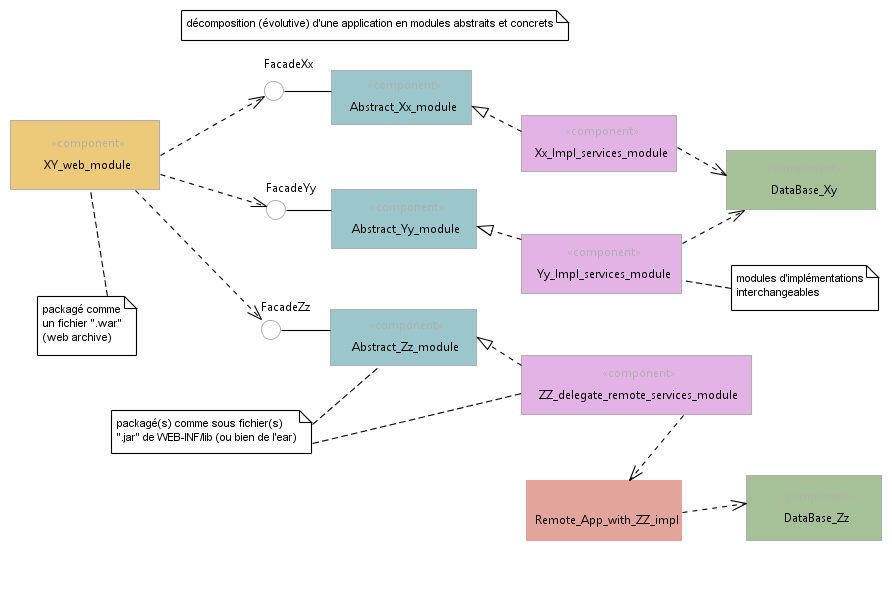 décomposition (évolutive) d'une application en modules abstraits et concrets
FacadeXx
«component»
Abstract_Xx_module
«component»
XY_web_module
«component»
Xx_Impl_services_module
«component»
DataBase_Xy
FacadeYy
«component»
Abstract_Yy_module
«component»
Yy_Impl_services_module
modules d'implémentations
interchangeables
packagé comme
un fichier ".war"
(web archive)
FacadeZz
«component»
Abstract_Zz_module
«component»
ZZ_delegate_remote_services_module
packagé(s) comme sous fichier(s)
".jar" de WEB-INF/lib (ou bien de l'ear)
Remote_App_with_ZZ_impl
«component»
DataBase_Zz